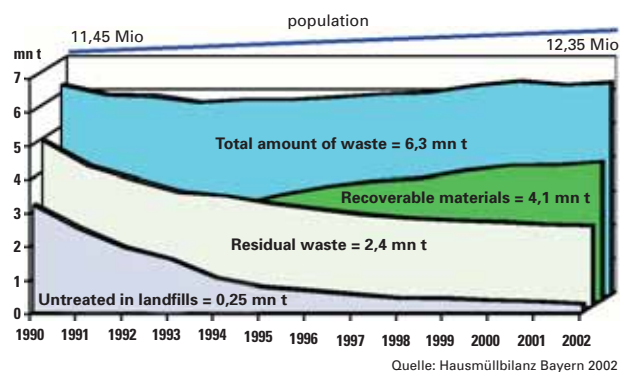 population
11,45 Mio
12,35 Mio
mn t
7
6
5
4
3
2
1
0
Total amount of waste = 6,3 mn t
Recoverable materials = 4,1 mn t
Residual waste = 2,4 mn t
Untreated in landfills = 0,25 mn t
1990 1991 1992 1993 1994 1995 1996 1997 1998 1999 2000 2001 2002
Quelle: Hausmüllbilanz Bayern 2002